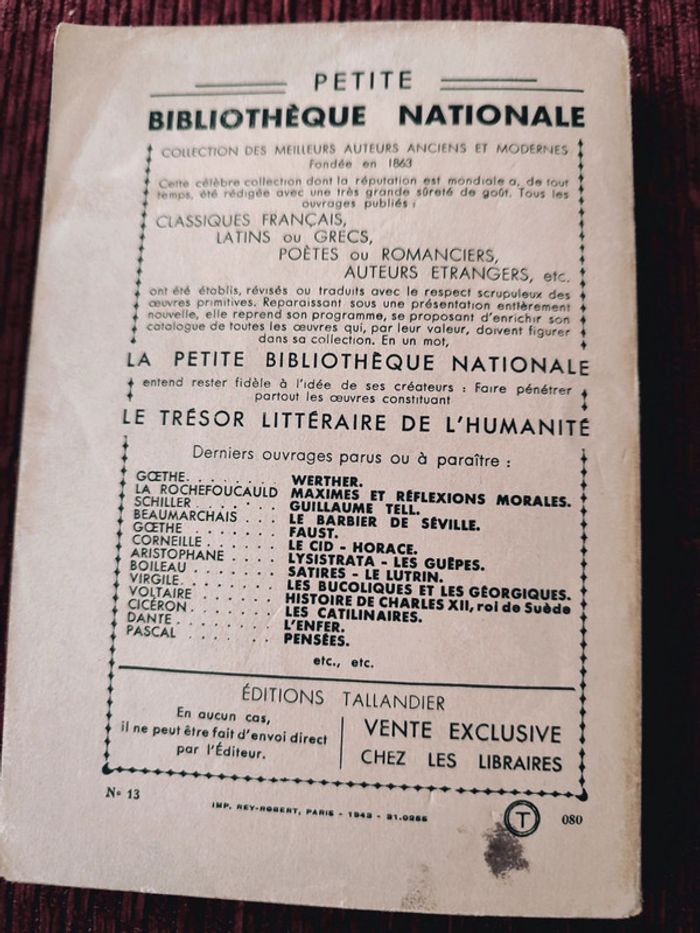 PETITE
BIBLIOTHÈQUE NATIONALE
COLLECTION DES MEILLEURS AUTEURS ANCIENS ET MODERNES
Fondée en 1863
Cette célèbre collection dont la réputation est mondiale a, de tout
temps, été rédigée avec une très grande sûreté de goût. Tous les
ouvrages publiés :
CLASSIQUES FRANÇAIS,
LATINS ou GRECS,
POÈTES ou ROMANCIERS,
AUTEURS ETRANGERS, etc.
ont été établis, révisés ou traduits avec le respect scrupuleux des
œuvres primitives. Reparaissant sous une présentation entièrement
nouvelle, elle reprend son programme, se proposant d'enrichir son
catalogue de toutes les œuvres qui, par leur valeur, doivent figurer
dans sa collection. En un mot,
LA PETITE BIBLIOTHÈQUE NATIONALE
entend rester fidèle à l'idée de ses créateurs : Faire pénétrer
partout les œuvres constituant
LE TRÉSOR LITTÉRAIRE DE L'HUMANITÉ
Derniers ouvrages parus ou à paraître :
GŒTHE. . . . . . . . WERTHER.
LA ROCHEFOUCAULD MAXIMES ET RÉFLEXIONS MORALES.
SCHILLER . . . . . . GUILLAUME TELL.
BEAUMARCHAIS . . . LE BARBIER DE SÉVILLE.
GŒTHE . . . . . . . FAUST.
CORNEILLE . . . . . . LE CID - HORACE.
ARISTOPHANE . . . . LYSISTRATA - LES GUÊPES.
BOILEAU . . . . . . . SATIRES - LE LUTRIN.
VIRGILE. . . . . . . . LES BUCOLIQUES ET LES GÉORGIQUES.
VOLTAIRE . . . . . . HISTOIRE DE CHARLES XII, roi de Suède
CICÉRON . . . . . . . LES CATILINAIRES.
DANTE . . . . . . . . L'ENFER.
PASCAL . . . . . . . PENSÉES.
etc., etc.
ÉDITIONS TALLANDIER
En aucun cas,
il ne peut être fait d'envoi direct
par l'Éditeur.
VENTE EXCLUSIVE
CHEZ LES LIBRAIRES
N° 13
IMP. REY-ROBERT, PARIS - 1943 - 31.0255
T
080